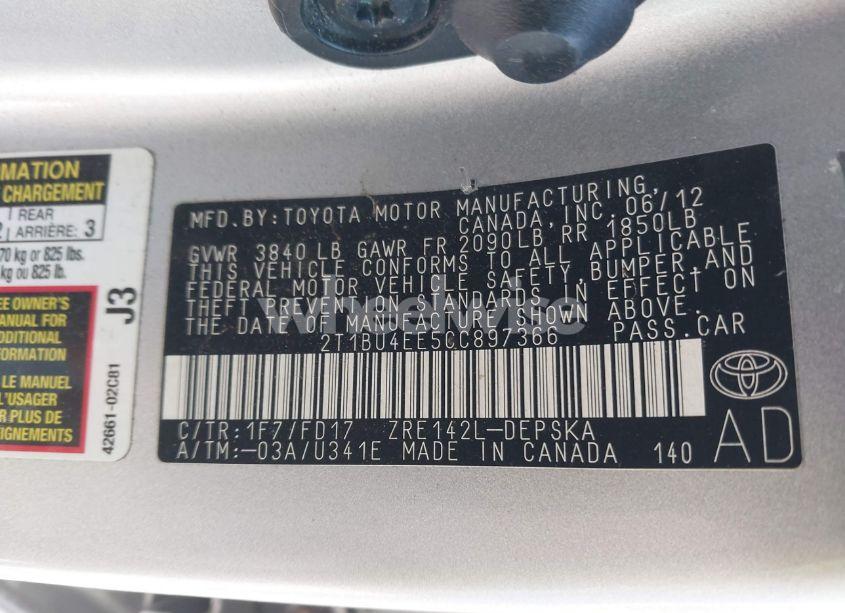 MATION
CHARGEMENT
REAR
ARRIÈRE: 3
70 kg or 825 lbs.
kg ou 825 lb.
EE OWNER'S
MANUAL FOR
ADDITIONAL
FORMATION
LE MANUEL
L'USAGER
R PLUS DE
SEIGNEMENTS
J3
42661-02C81
MFD.BY:TOYOTA MOTOR MANUFACTURING,
CANADA, INC. 06/12
GVWR 3840 LB GAWR FR 2090LB RR 1850LB
THIS VEHICLE CONFORMS TO ALL APPLICABLE
FEDERAL MOTOR VEHICLE SAFETY, BUMPER, AND
THEFT PREVENTION STANDARDS IN EFFECT ON
THE DATE OF MANUFACTURE SHOWN ABOVE.
2T1BU4EE5CC897366 PASS.CAR
C/TR:1F7/FD17 ZRE142L-DEPSKA
A/TM:-03A/U341E MADE IN CANADA 140
AD
wheelwise